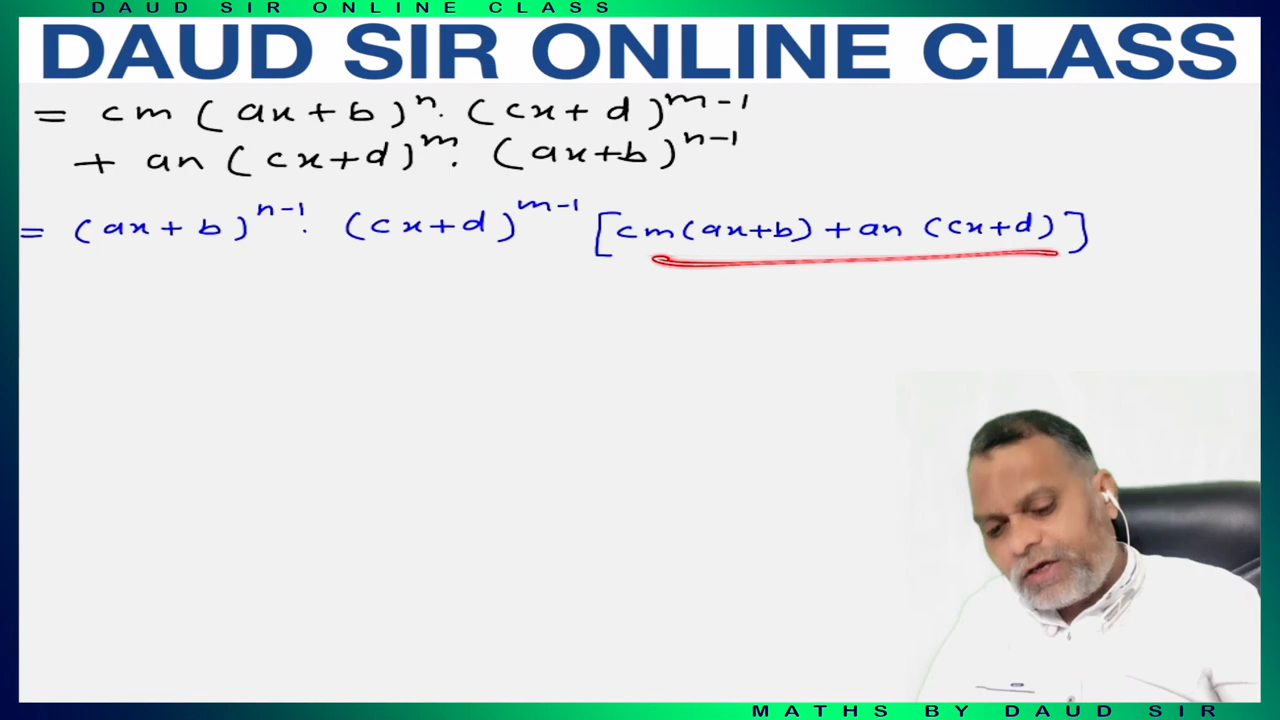 DAUD SIR ONLINE CLASS
DAUD SIR ONLINE CLASS
= cm (ax+b)^n . (cx+d)^m-1
+ an (cx+d)^m . (ax+b)^n-1
= (ax+b)^n-1 . (cx+d)^m-1 [cm(ax+b)+an (cx+d)]
MATHS BY DAUD SIR